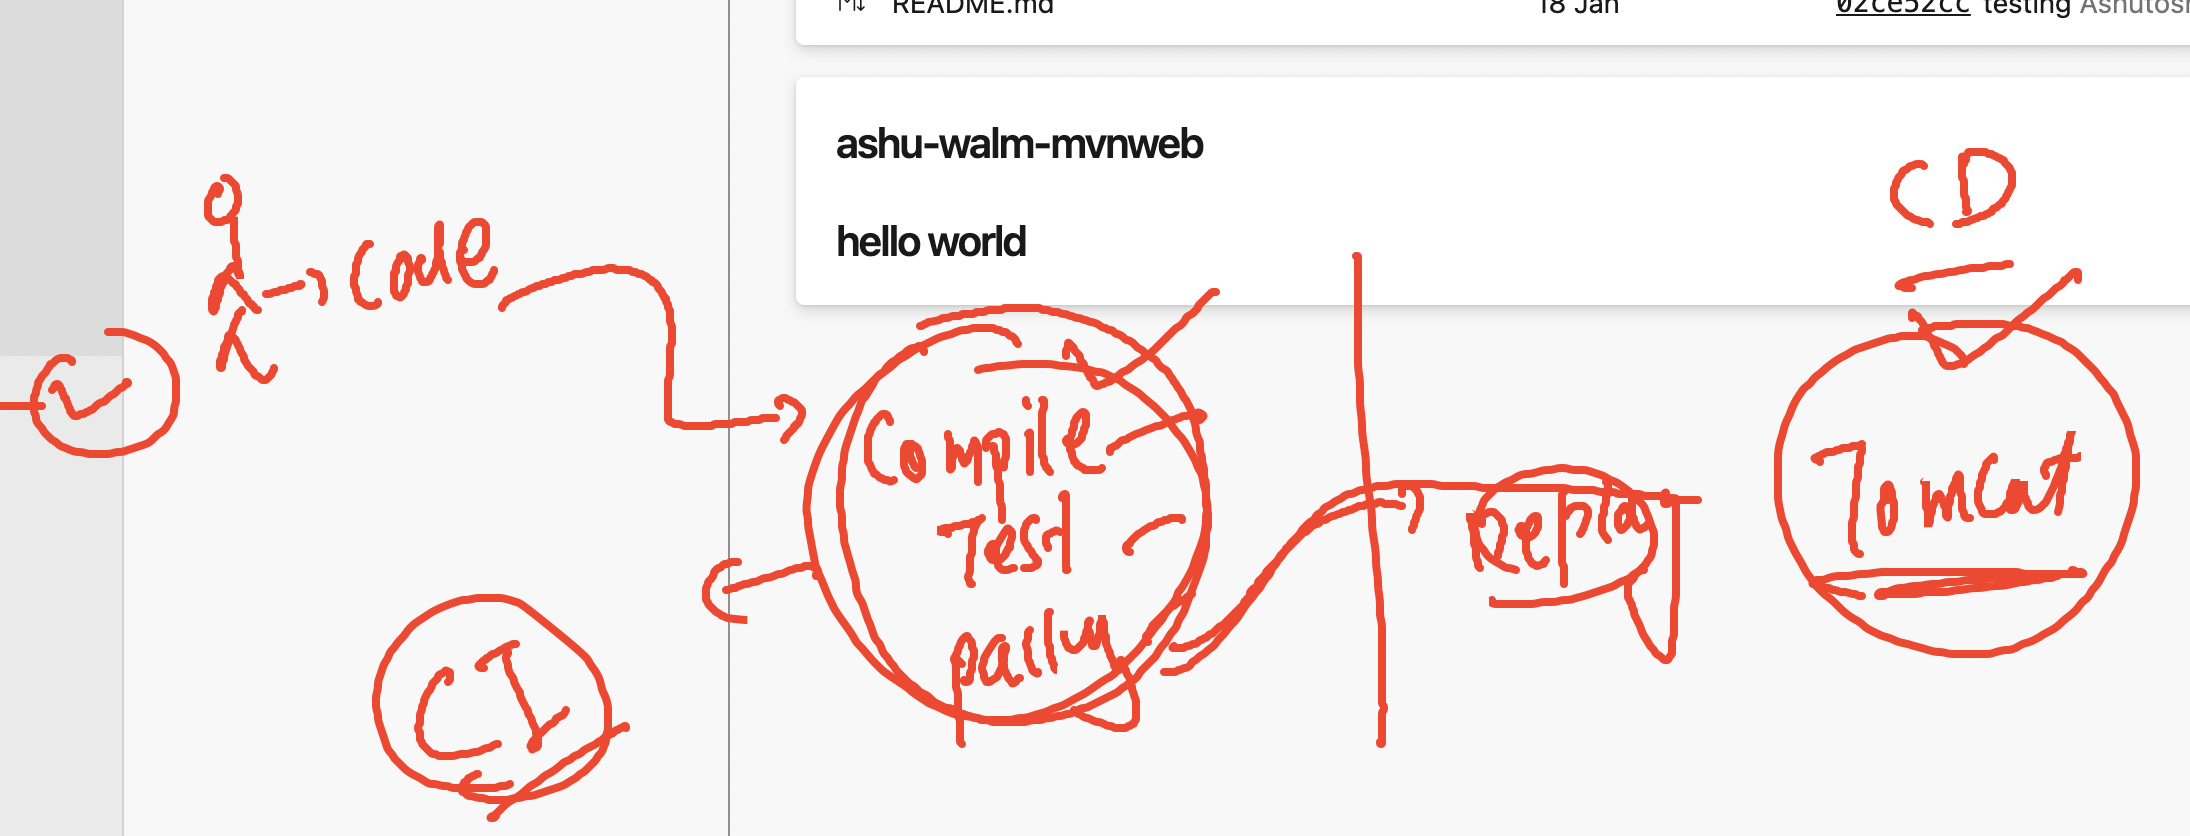 README.md 18 Jan 02ce52cc testing Ashutosh
ashu-walm-mvnweb
hello world
CD
Code
Compile
Test
Deploy
Tomcat
CI